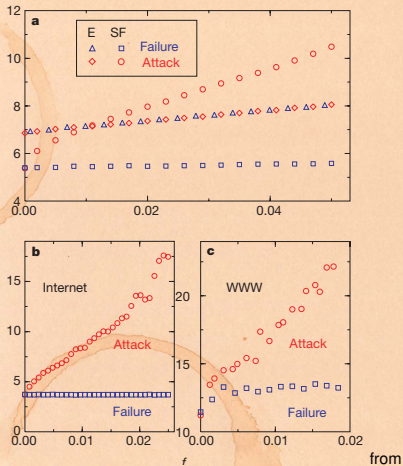 12
a
E SF
Failure
Attack
10
8
6
4
0.00 0.02 0.04
b
Internet
Attack
Failure
15
10
5
0
0.00 0.01 0.02
c
WWW
Attack
Failure
20
15
10
0.00 0.01 0.02
f
from